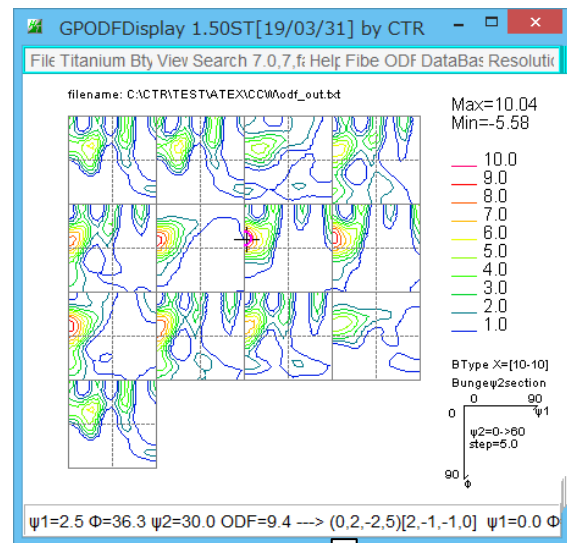 GPODFDisplay 1.50ST[19/03/31] by CTR
File Titanium Bty View Search 7.0,7,fa Help Fibe ODF DataBas Resolutio
filename: C:\CTR\TEST\ATEX\CCW\odf_out.txt
Max=10.04
Min=-5.58
10.0
9.0
8.0
7.0
6.0
5.0
4.0
3.0
2.0
1.0
BType X=[10-10]
Bungeψ2section
0 90
0 ψ1
ψ2=0->60
step=5.0
90
Φ
ψ1=2.5 Φ=36.3 ψ2=30.0 ODF=9.4 ---> (0,2,-2,5)[2,-1,-1,0] ψ1=0.0 Φ